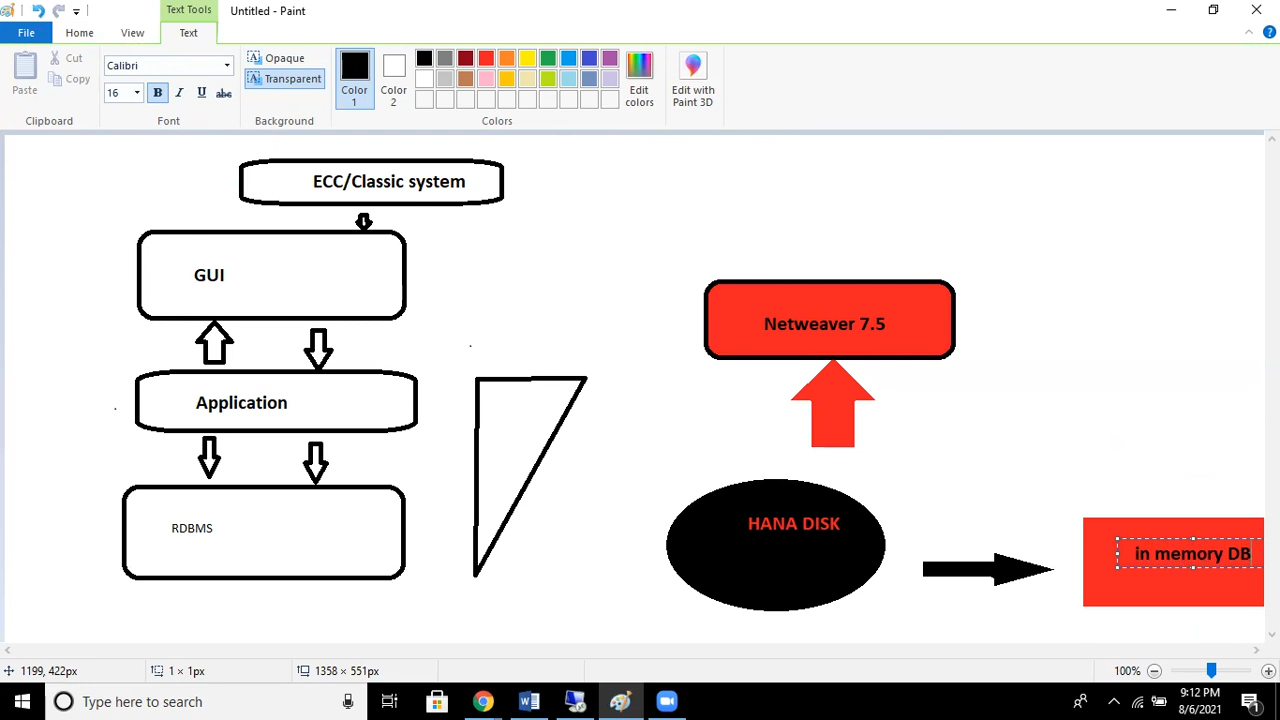 Text Tools
Untitled - Paint
File
Home
View
Text
Paste
Cut
Copy
Clipboard
Calibri
16
B
I
U
abc
Font
Opaque
Transparent
Background
Color 1
Color 2
Edit colors
Colors
Edit with Paint 3D
ECC/Classic system
GUI
Application
RDBMS
Netweaver 7.5
HANA DISK
in memory DB
1199, 422px
1 × 1px
1358 × 551px
100%
Type here to search
9:12 PM
8/6/2021
1